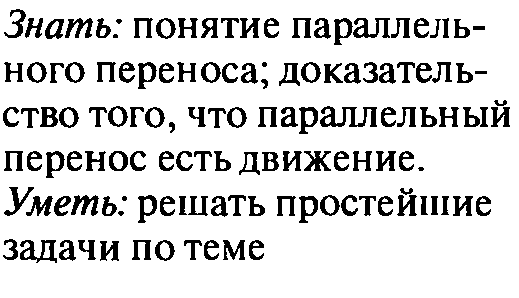 Знать: понятие параллель-
ного переноса; доказатель-
ство того, что параллельный
перенос есть движение.
Уметь: решать простейшие
задачи по теме